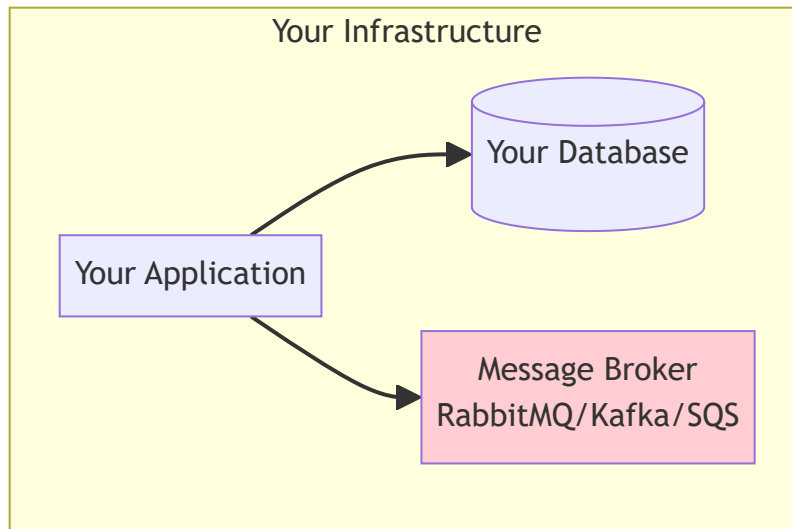 Your Infrastructure
Your Database
Your Application
Message Broker
RabbitMQ/Kafka/SQS